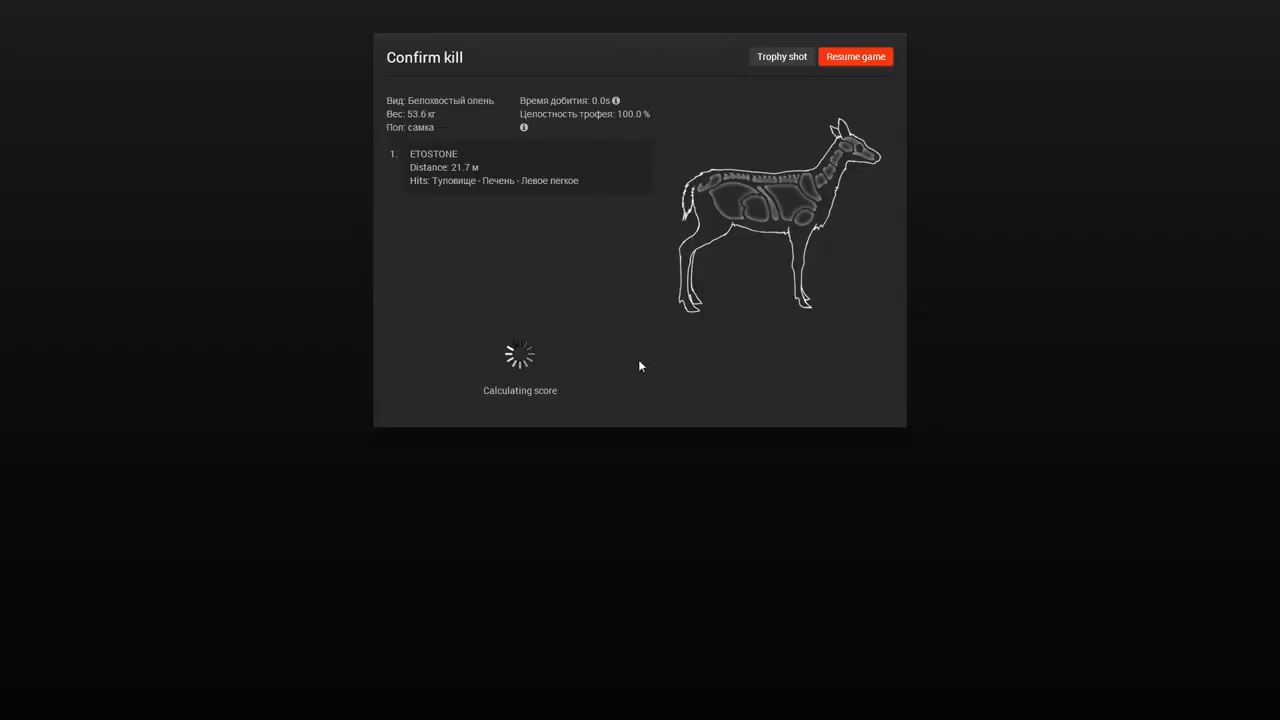 Confirm kill
Trophy shot
Resume game
Вид: Белохвостый олень
Вес: 53.6 кг
Пол: самка
Время добития: 0.0s
Целостность трофея: 100.0 %
1. ETOSTONE
Distance: 21.7 м
Hits: Туловище - Печень - Левое легкое
Calculating score